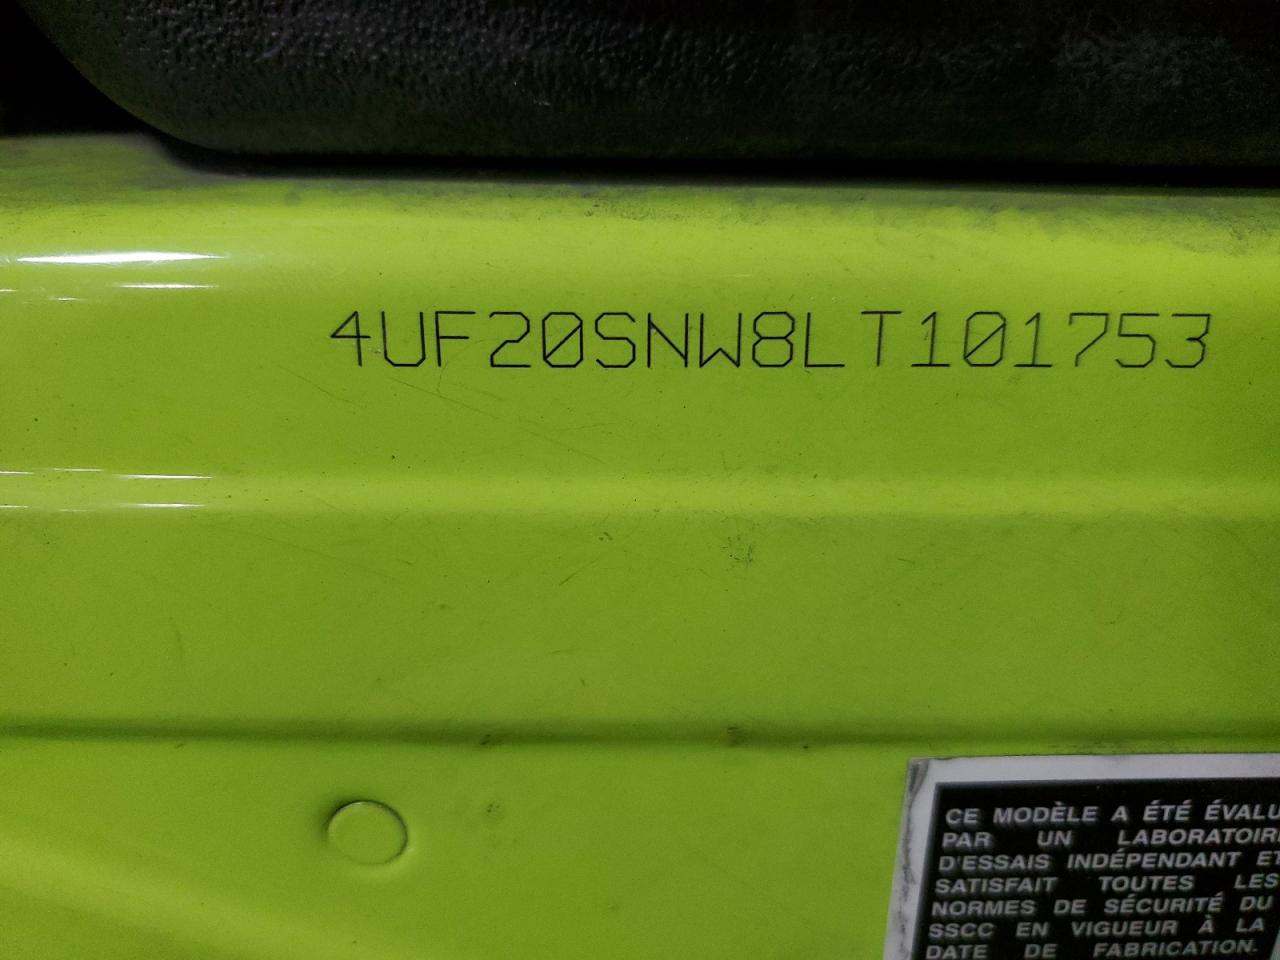 4UF20SNW8LT101753
CE MODÈLE A ÉTÉ ÉVALU
PAR UN LABORATOIR
D'ESSAIS INDÉPENDANT ET
SATISFAIT TOUTES LES
NORMES DE SÉCURITÉ DU
SSCC EN VIGUEUR À LA
DATE DE FABRICATION.